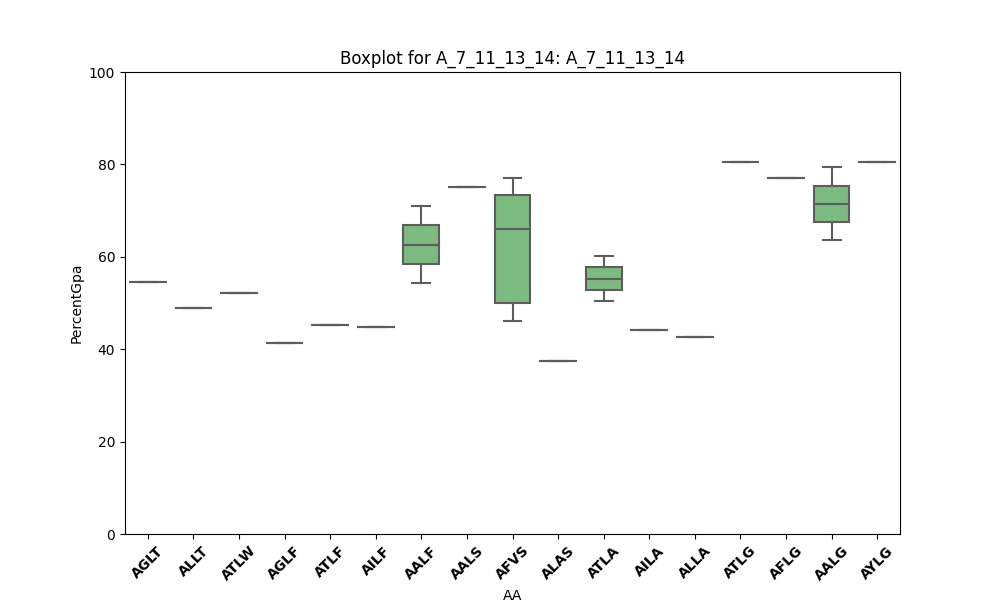 Boxplot for A_7_11_13_14: A_7_11_13_14
100
80
60
40
20
0
PercentGpa
AGLT ALLT ATLW AGLF ATLF AILF AALF AALS AFVS ALAS ATLA AILA ALLA ATLG AFLG AALG AYLG
AA